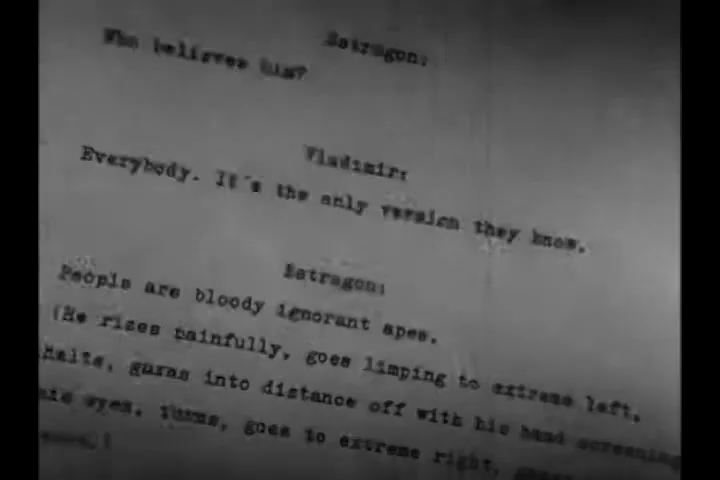 Estragon:
Who believes him?
Vladimir:
Everybody. It's the only version they know.
Estragon:
People are bloody ignorant apes.
(He rises painfully, goes limping to extreme left,
halts, gazes into distance off with his hand screening
his eyes, turns, goes to extreme right,